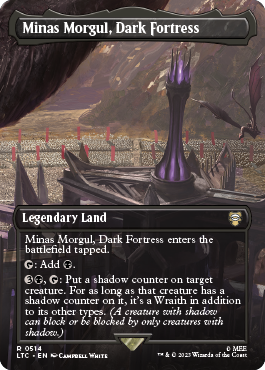 Minas Morgul, Dark Fortress
Legendary Land
Minas Morgul, Dark Fortress enters the
battlefield tapped.
: Add .
3, : Put a shadow counter on target
creature. For as long as that creature has a
shadow counter on it, it's a Wraith in addition
to its other types. (A creature with shadow
can block or be blocked by only creatures with
shadow.)
R 0514
LTC • EN Campbell White
© MEE
™ & © 2023 Wizards of the Coast